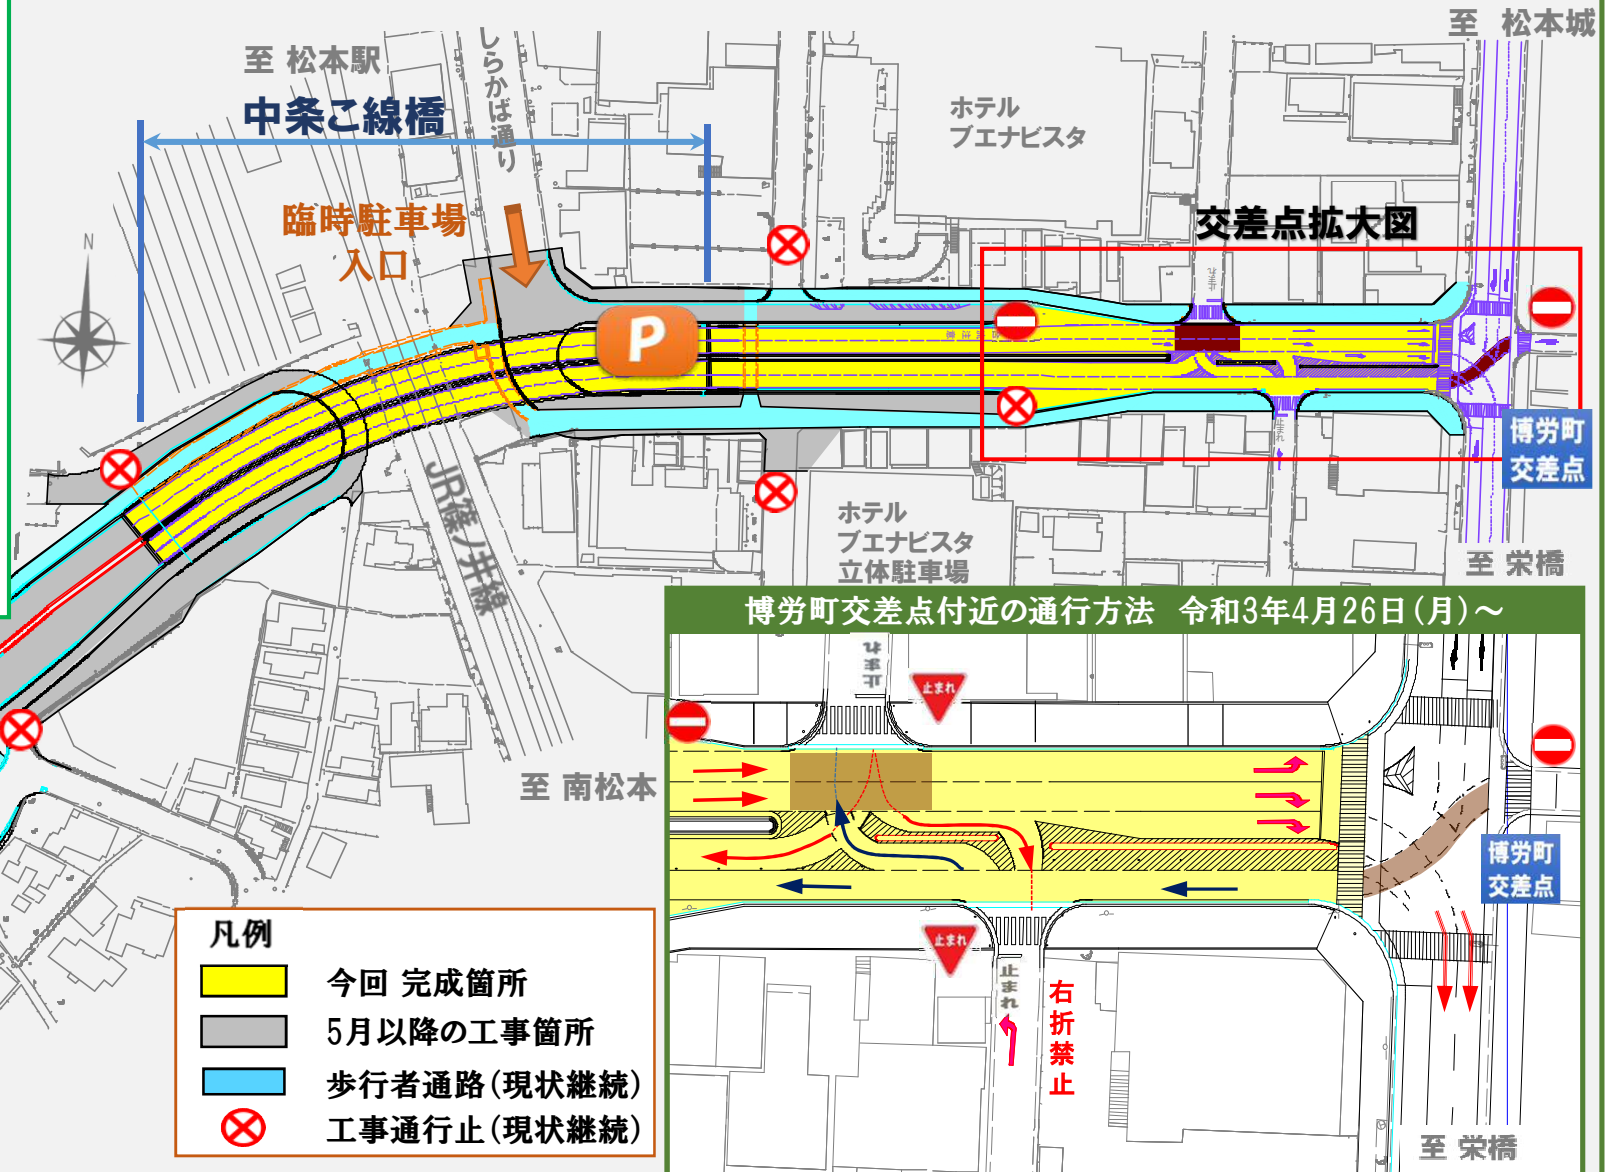 至 松本城
至 松本駅
しらかば通り
中条こ線橋
ホテル
ブエナビスタ
臨時駐車場
入口
交差点拡大図
N
止まれ
P
博労町
交差点
止まれ
JR篠ノ井線
ホテル
ブエナビスタ
立体駐車場
至 栄橋
博労町交差点付近の通行方法 令和3年4月26日(月)～
止まれ
止まれ
至 南松本
博労町
交差点
凡例
今回 完成箇所
5月以降の工事箇所
歩行者通路(現状継続)
工事通行止(現状継続)
止まれ
止まれ
右折禁止
至 栄橋